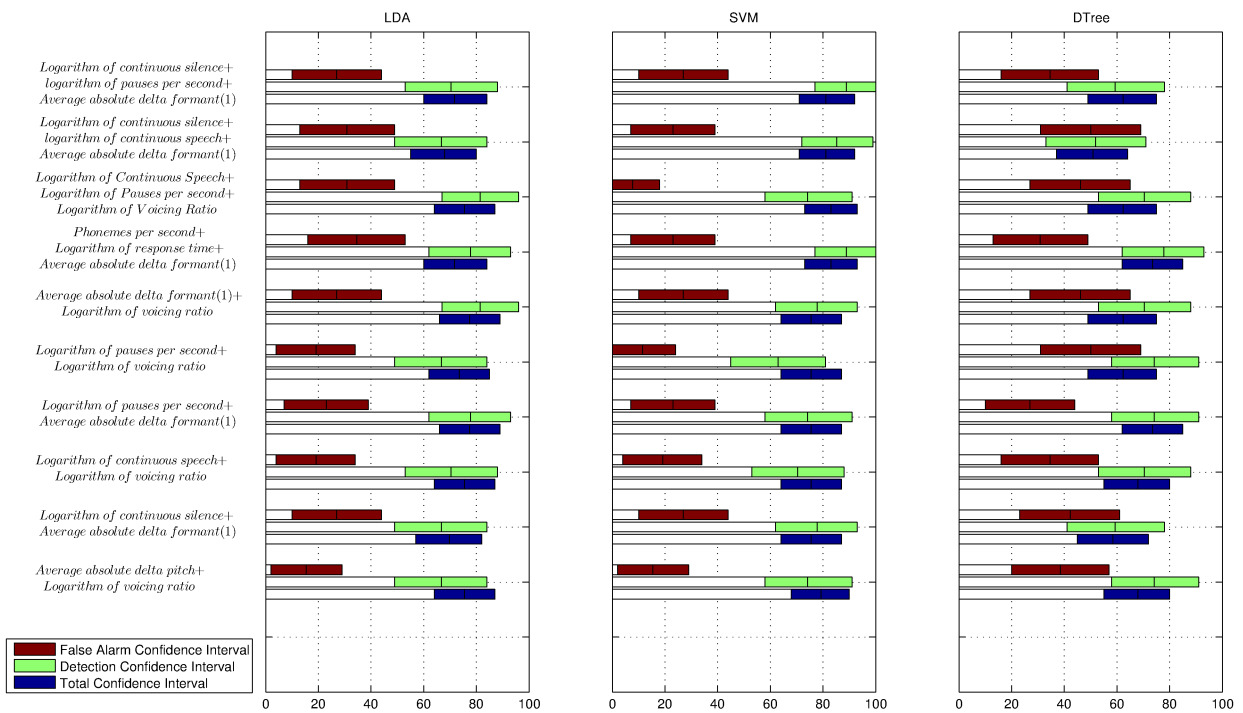 LDA
SVM
DTree
Logarithm of continuous silence+
logarithm of pauses per second+
Average absolute delta formant(1)
Logarithm of continuous silence+
logarithm of continuous speech+
Average absolute delta formant(1)
Logarithm of Continuous Speech+
Logarithm of Pauses per second+
Logarithm of Voicing Ratio
Phonemes per second+
Logarithm of response time+
Average absolute delta formant(1)
Average absolute delta formant(1)+
Logarithm of voicing ratio
Logarithm of pauses per second+
Logarithm of voicing ratio
Logarithm of pauses per second+
Average absolute delta formant(1)
Logarithm of continuous speech+
Logarithm of voicing ratio
Logarithm of continuous silence+
Average absolute delta formant(1)
Average absolute delta pitch+
Logarithm of voicing ratio
False Alarm Confidence Interval
Detection Confidence Interval
Total Confidence Interval
0 20 40 60 80 100
0 20 40 60 80 100
0 20 40 60 80 100